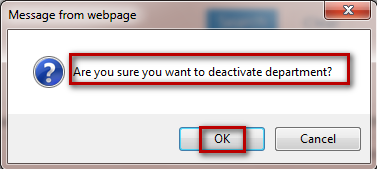 Message from webpage
Are you sure you want to deactivate department?
OK
Cancel